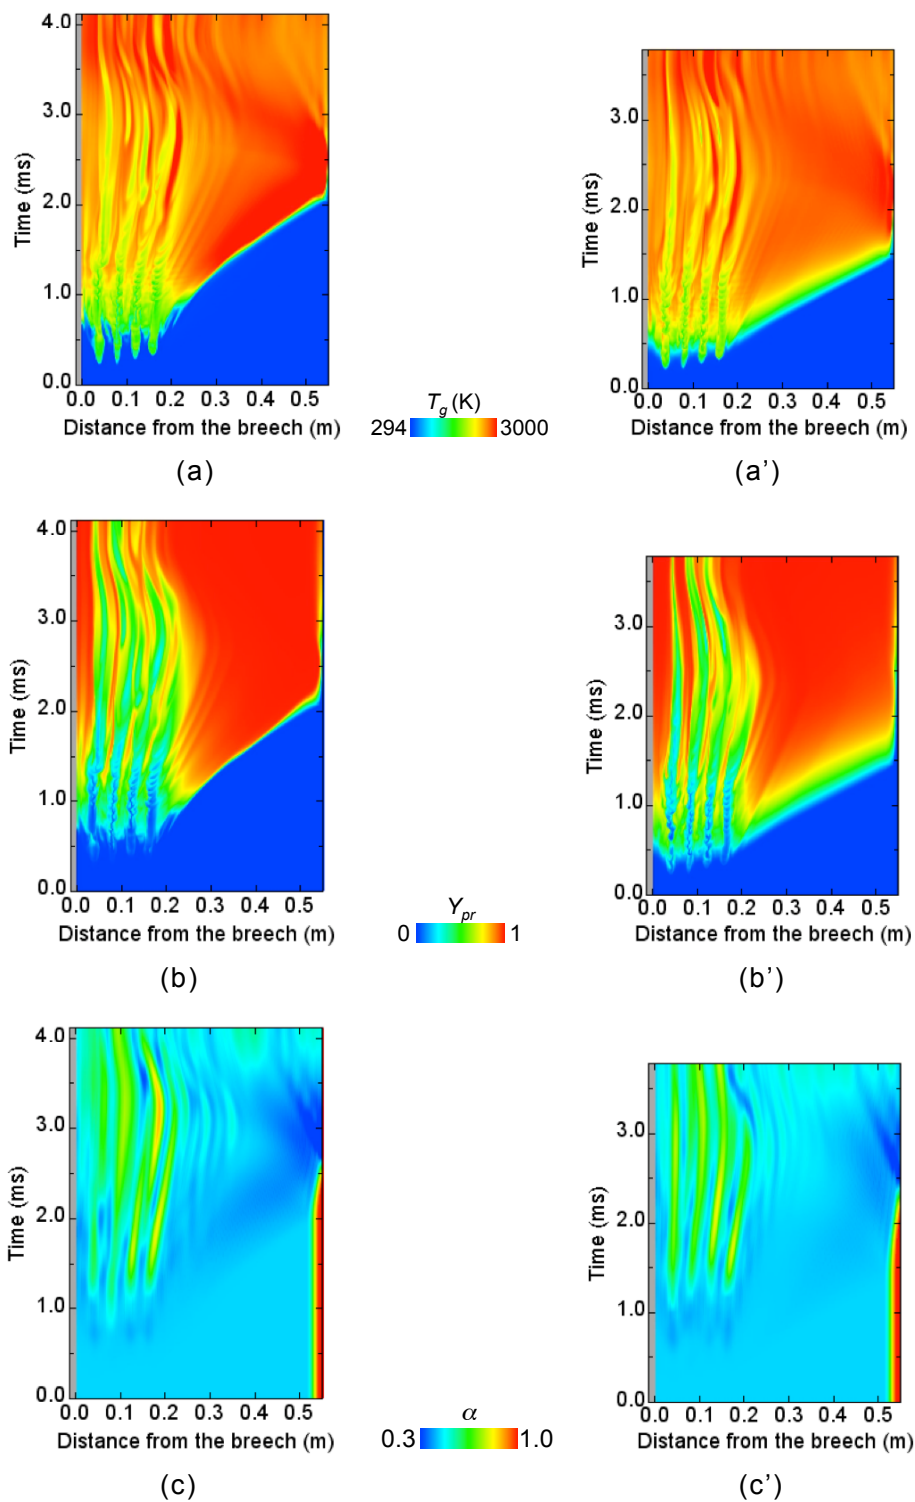 4.0
3.0
2.0
1.0
0.0
Time (ms)
0.0 0.1 0.2 0.3 0.4 0.5
Distance from the breech (m)
(a)
3.0
2.0
1.0
0.0
Time (ms)
0.0 0.1 0.2 0.3 0.4 0.5
Distance from the breech (m)
(a’)
Tg (K)
294 3000
4.0
3.0
2.0
1.0
0.0
Time (ms)
0.0 0.1 0.2 0.3 0.4 0.5
Distance from the breech (m)
(b)
3.0
2.0
1.0
0.0
Time (ms)
0.0 0.1 0.2 0.3 0.4 0.5
Distance from the breech (m)
(b’)
Ypr
0 1
4.0
3.0
2.0
1.0
0.0
Time (ms)
0.0 0.1 0.2 0.3 0.4 0.5
Distance from the breech (m)
(c)
3.0
2.0
1.0
0.0
Time (ms)
0.0 0.1 0.2 0.3 0.4 0.5
Distance from the breech (m)
(c’)
α
0.3 1.0